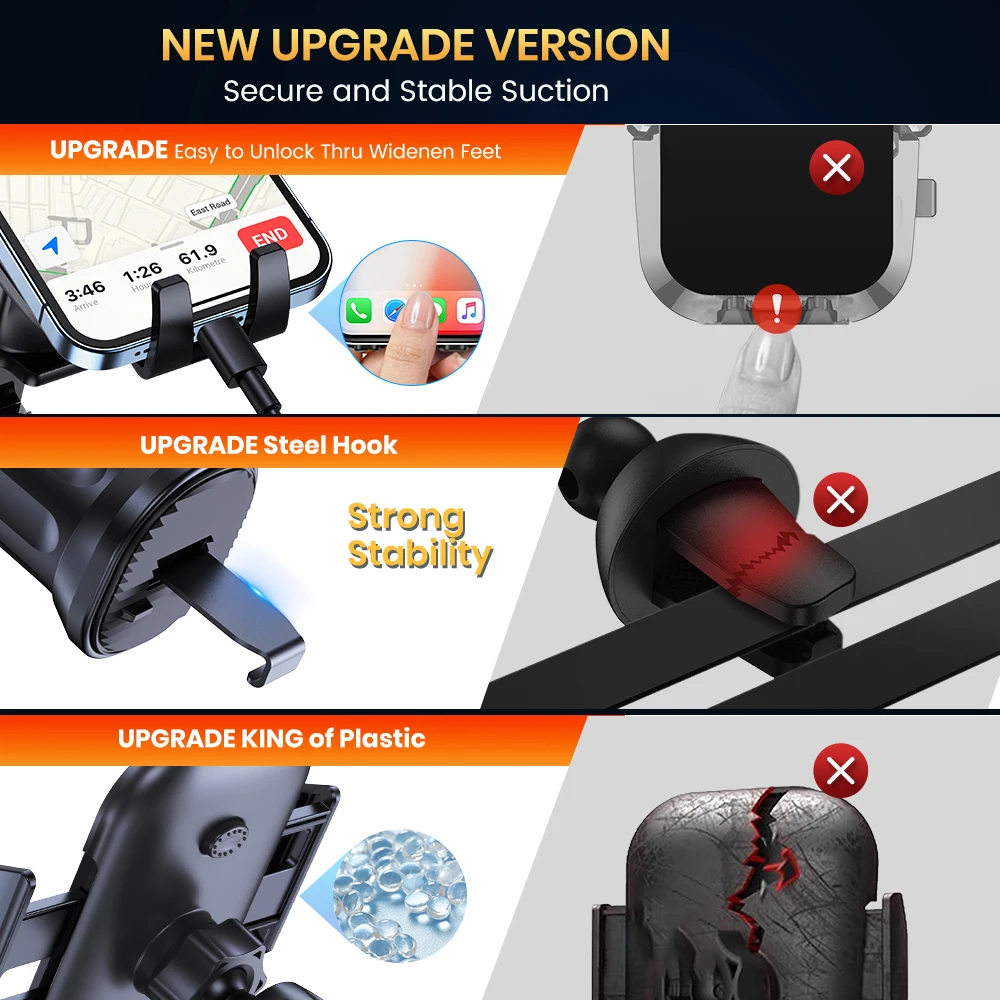 NEW UPGRADE VERSION
Secure and Stable Suction
UPGRADE Easy to Unlock Thru Widenen Feet
East Road
END
3:46
1:26
61.9
Arrive
Hou
Kilometre
!
UPGRADE Steel Hook
Strong
Stability
UPGRADE KING of Plastic